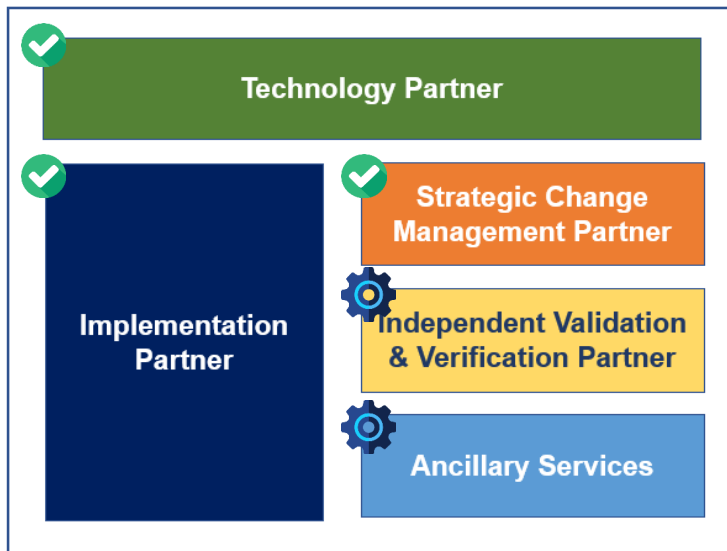 Technology Partner
Implementation
Partner
Strategic Change
Management Partner
Independent Validation
& Verification Partner
Ancillary Services